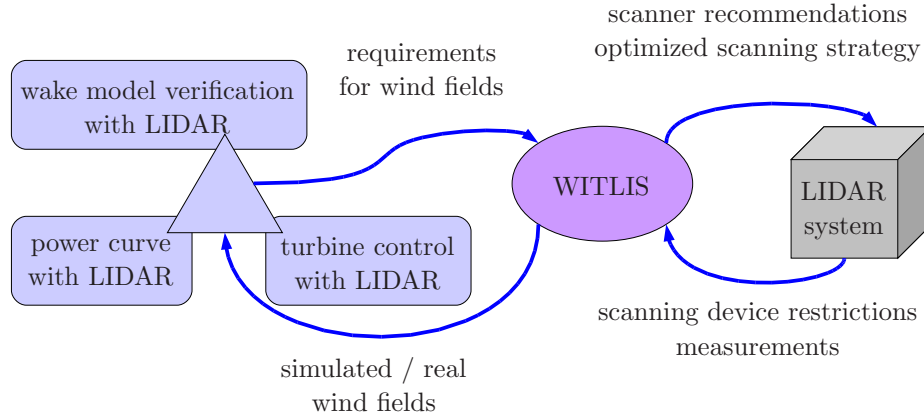 scanner recommendations
optimized scanning strategy
requirements
for wind fields
wake model verification
with LIDAR
WITLIS
LIDAR
system
power curve
with LIDAR
turbine control
with LIDAR
scanning device restrictions
measurements
simulated / real
wind fields